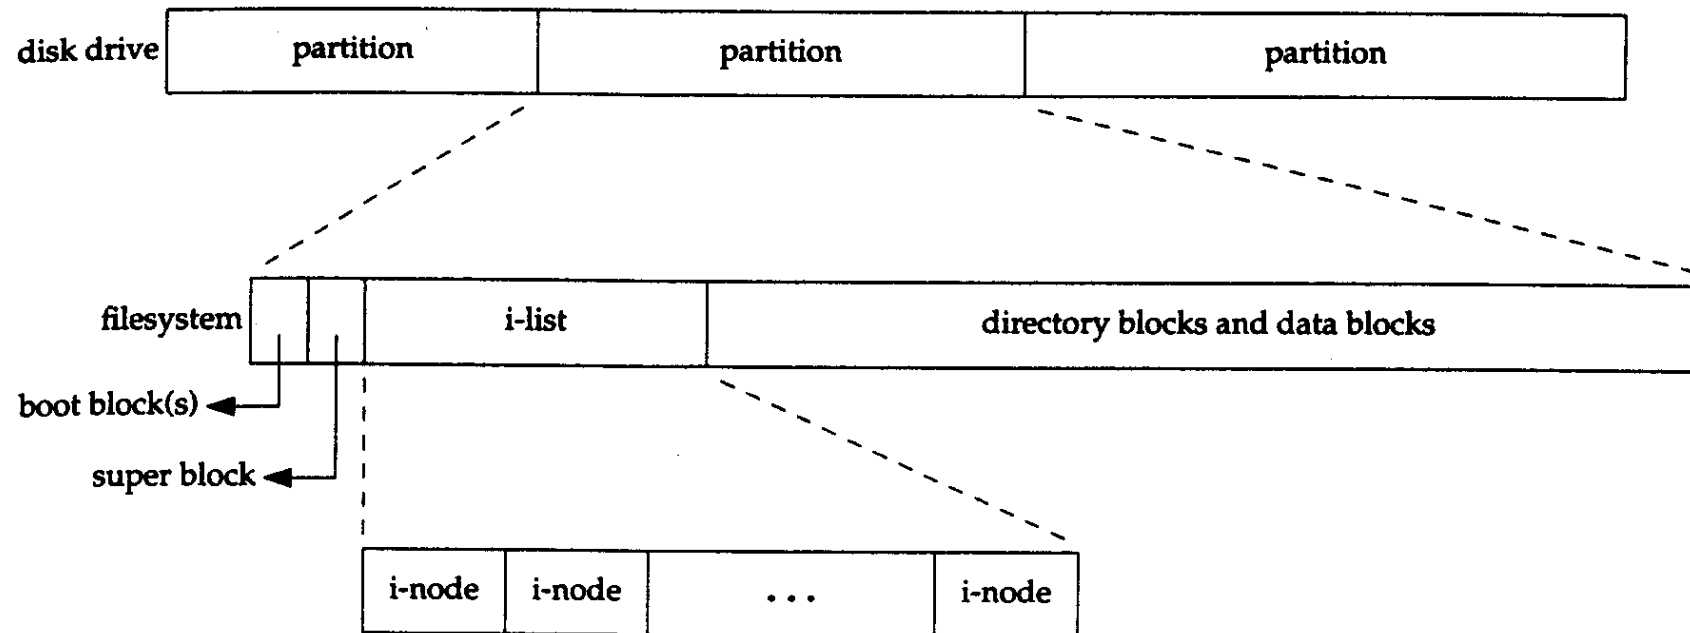 disk drive partition partition partition
filesystem i-list directory blocks and data blocks
boot block(s)
super block
i-node i-node ... i-node